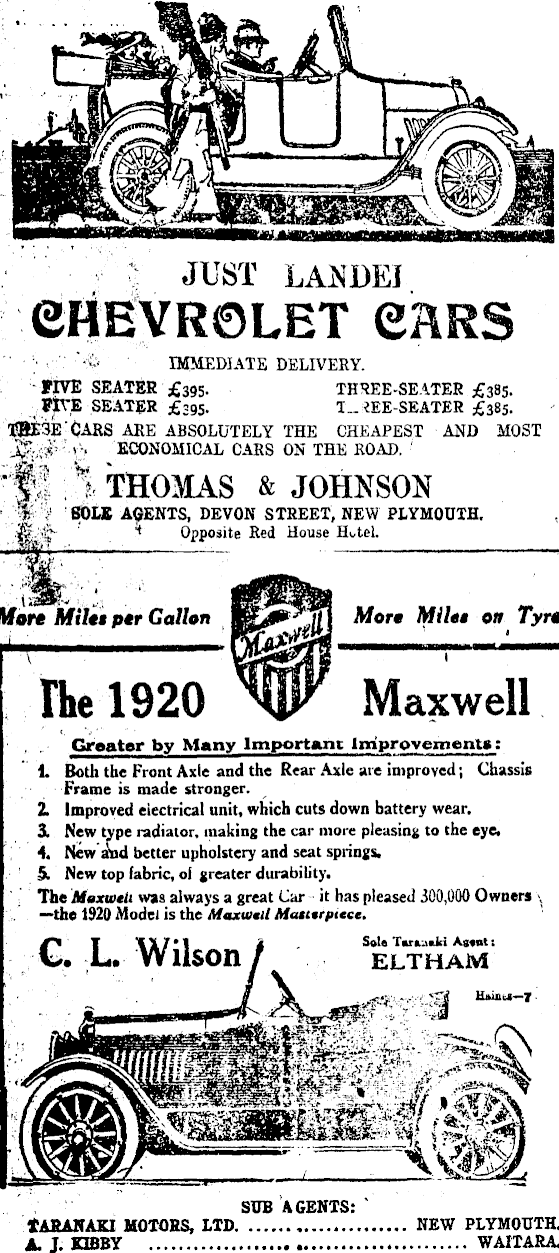 JUST LANDEI
CHEVROLET CARS
IMMEDIATE DELIVERY.
FIVE SEATER £395. THREE-SEATER £385.
FIVE SEATER £395. T_REE-SEATER £385.
THESE CARS ARE ABSOLUTELY THE CHEAPEST AND MOST
ECONOMICAL CARS ON THE ROAD.
THOMAS & JOHNSON
SOLE AGENTS, DEVON STREET, NEW PLYMOUTH.
Opposite Red House Hotel.
More Miles per Gallon Maxwell More Miles on Tyre
The 1920 Maxwell
Greater by Many Important Improvements:
1. Both the Front Axle and the Rear Axle are improved; Chassis
Frame is made stronger.
2. Improved electrical unit, which cuts down battery wear.
3. New type radiator, making the car more pleasing to the eye.
4. New and better upholstery and seat springs.
5. New top fabric, of greater durability.
The Maxwell was always a great Car - it has pleased 300,000 Owners
—the 1920 Model is the Maxwell Masterpiece.
C. L. Wilson Sole Taranaki Agent:
ELTHAM
Haines—7
SUB AGENTS:
TARANAKI MOTORS, LTD. .................... NEW PLYMOUTH.
A. J. KIBBY ........................................ WAITARA.